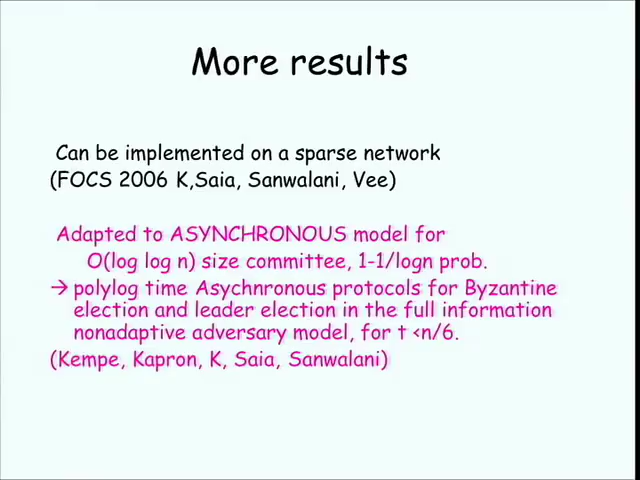 More results
Can be implemented on a sparse network
(FOCS 2006 K,Saia, Sanwalani, Vee)
Adapted to ASYNCHRONOUS model for
O(log log n) size committee, 1-1/logn prob.
→ polylog time Asychnronous protocols for Byzantine
election and leader election in the full information
nonadaptive adversary model, for t <n/6.
(Kempe, Kapron, K, Saia, Sanwalani)